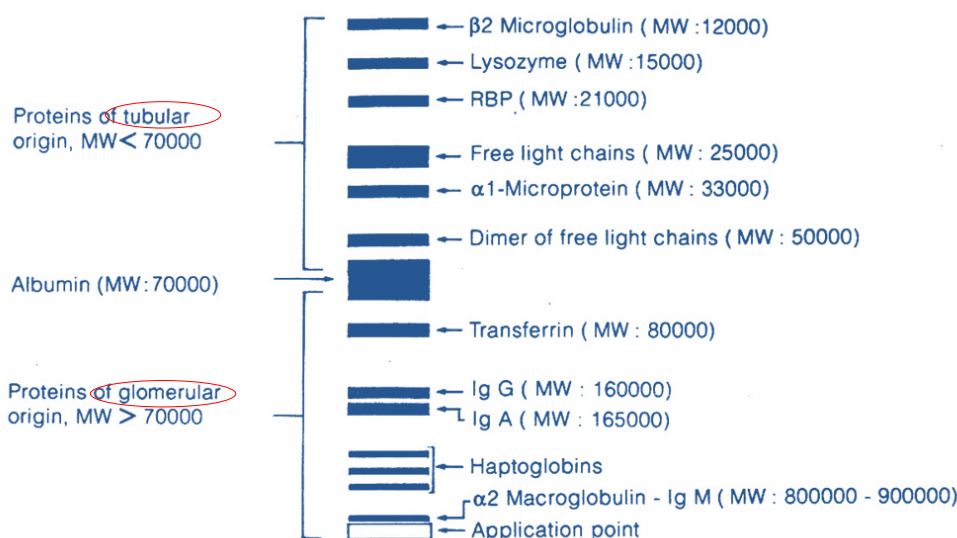 β2 Microglobulin ( MW :12000)
Lysozyme ( MW :15000)
RBP ( MW :21000)
Proteins of tubular
origin, MW< 70000
Free light chains ( MW : 25000)
α1-Microprotein ( MW : 33000)
Dimer of free light chains ( MW : 50000)
Albumin (MW:70000)
Transferrin ( MW : 80000)
Proteins of glomerular
origin, MW > 70000
Ig G ( MW : 160000)
Ig A ( MW : 165000)
Haptoglobins
α2 Macroglobulin - Ig M ( MW : 800000 - 900000)
Application point